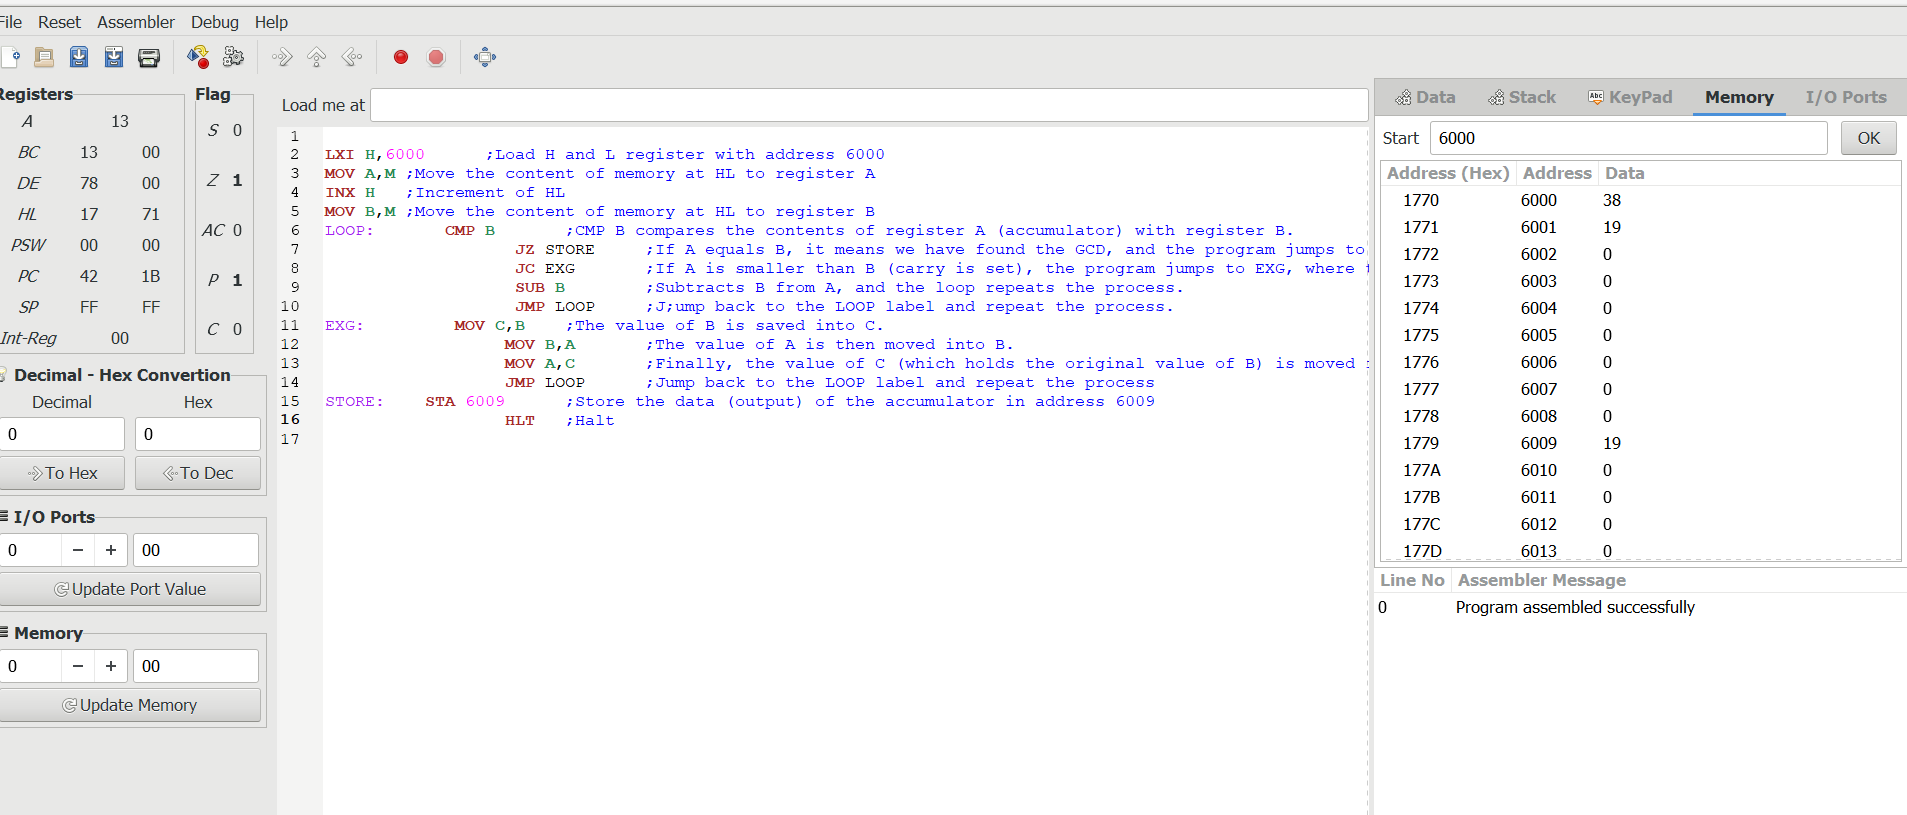 File Reset Assembler Debug Help
Registers
A 13
BC 13 00
DE 78 00
HL 17 71
PSW 00 00
PC 42 1B
SP FF FF
Int-Reg 00
Flag
S 0
Z 1
AC 0
P 1
C 0
Decimal - Hex Convertion
Decimal Hex
0 0
To Hex To Dec
I/O Ports
0 − + 00
Update Port Value
Memory
0 − + 00
Update Memory
Load me at
1
2 LXI H,6000 ;Load H and L register with address 6000
3 MOV A,M ;Move the content of memory at HL to register A
4 INX H ;Increment of HL
5 MOV B,M ;Move the content of memory at HL to register B
6 LOOP: CMP B ;CMP B compares the contents of register A (accumulator) with register B.
7 JZ STORE ;If A equals B, it means we have found the GCD, and the program jumps to
8 JC EXG ;If A is smaller than B (carry is set), the program jumps to EXG, where
9 SUB B ;Subtracts B from A, and the loop repeats the process.
10 JMP LOOP ;J;ump back to the LOOP label and repeat the process.
11 EXG: MOV C,B ;The value of B is saved into C.
12 MOV B,A ;The value of A is then moved into B.
13 MOV A,C ;Finally, the value of C (which holds the original value of B) is moved
14 JMP LOOP ;Jump back to the LOOP label and repeat the process
15 STORE: STA 6009 ;Store the data (output) of the accumulator in address 6009
16 HLT ;Halt
17
Data Stack Abc KeyPad Memory I/O Ports
Start 6000 OK
Address (Hex) Address Data
1770 6000 38
1771 6001 19
1772 6002 0
1773 6003 0
1774 6004 0
1775 6005 0
1776 6006 0
1777 6007 0
1778 6008 0
1779 6009 19
177A 6010 0
177B 6011 0
177C 6012 0
177D 6013 0
Line No Assembler Message
0 Program assembled successfully